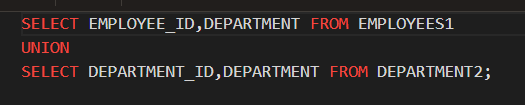 SELECT EMPLOYEE_ID,DEPARTMENT FROM EMPLOYEES1
UNION
SELECT DEPARTMENT_ID,DEPARTMENT FROM DEPARTMENT2;